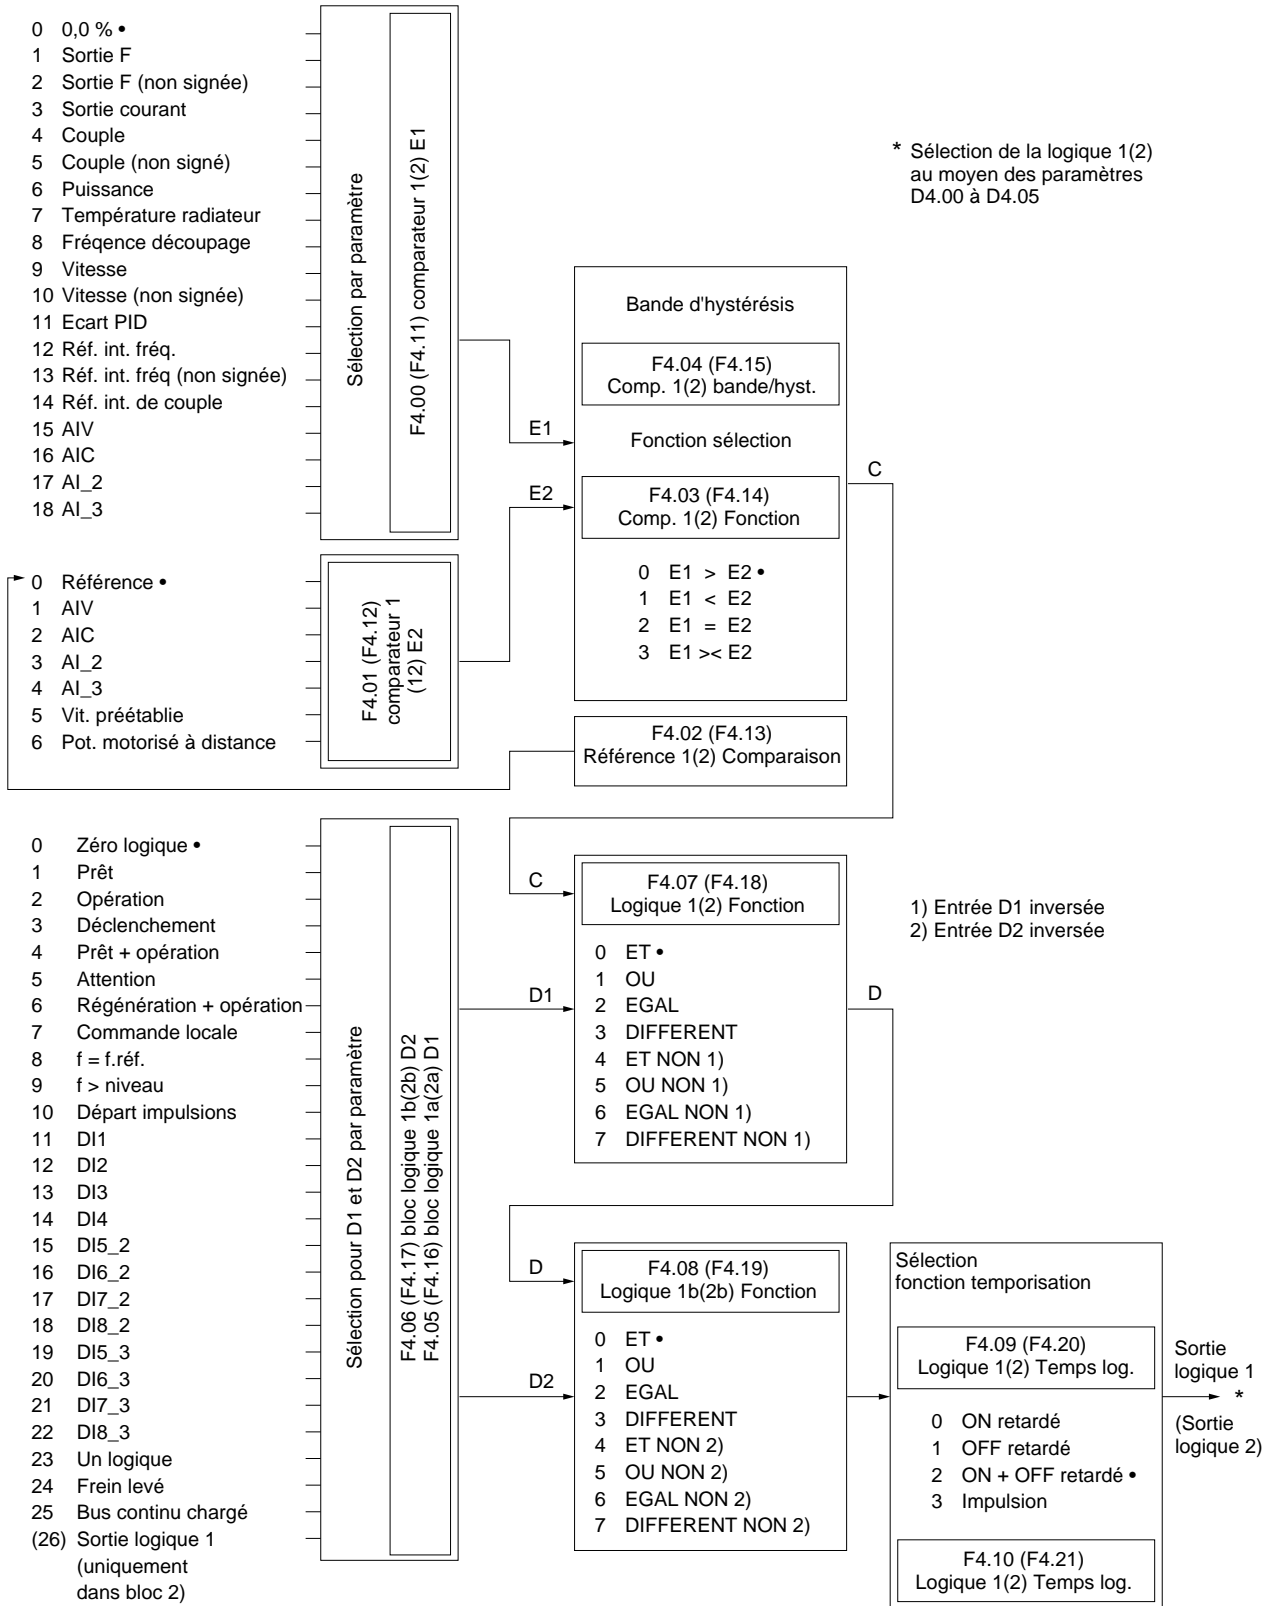 0 0,0 % •
1 Sortie F
2 Sortie F (non signée)
3 Sortie courant
4 Couple
5 Couple (non signé)
6 Puissance
7 Température radiateur
8 Fréqence découpage
9 Vitesse
10 Vitesse (non signée)
11 Ecart PID
12 Réf. int. fréq.
13 Réf. int. fréq (non signée)
14 Réf. int. de couple
15 AIV
16 AIC
17 AI_2
18 AI_3
Sélection par paramètre
F4.00 (F4.11) comparateur 1(2) E1
* Sélection de la logique 1(2)
au moyen des paramètres
D4.00 à D4.05
E1
E2
Bande d'hystérésis
F4.04 (F4.15)
Comp. 1(2) bande/hyst.
Fonction sélection
F4.03 (F4.14)
Comp. 1(2) Fonction
0 E1 > E2 •
1 E1 < E2
2 E1 = E2
3 E1 >< E2
C
0 Référence •
1 AIV
2 AIC
3 AI_2
4 AI_3
5 Vit. préétablie
6 Pot. motorisé à distance
F4.01 (F4.12)
comparateur 1
(12) E2
F4.02 (F4.13)
Référence 1(2) Comparaison
0 Zéro logique •
1 Prêt
2 Opération
3 Déclenchement
4 Prêt + opération
5 Attention
6 Régénération + opération
7 Commande locale
8 f = f.réf.
9 f > niveau
10 Départ impulsions
11 DI1
12 DI2
13 DI3
14 DI4
15 DI5_2
16 DI6_2
17 DI7_2
18 DI8_2
19 DI5_3
20 DI6_3
21 DI7_3
22 DI8_3
23 Un logique
24 Frein levé
25 Bus continu chargé
(26) Sortie logique 1
(uniquement
dans bloc 2)
Sélection pour D1 et D2 par paramètre
F4.06 (F4.17) bloc logique 1b(2b) D2
F4.05 (F4.16) bloc logique 1a(2a) D1
C
D1
F4.07 (F4.18)
Logique 1(2) Fonction
0 ET •
1 OU
2 EGAL
3 DIFFERENT
4 ET NON 1)
5 OU NON 1)
6 EGAL NON 1)
7 DIFFERENT NON 1)
D
1) Entrée D1 inversée
2) Entrée D2 inversée
D
D2
F4.08 (F4.19)
Logique 1b(2b) Fonction
0 ET •
1 OU
2 EGAL
3 DIFFERENT
4 ET NON 2)
5 OU NON 2)
6 EGAL NON 2)
7 DIFFERENT NON 2)
Sélection
fonction temporisation
F4.09 (F4.20)
Logique 1(2) Temps log.
0 ON retardé
1 OFF retardé
2 ON + OFF retardé •
3 Impulsion
F4.10 (F4.21)
Logique 1(2) Temps log.
Sortie
logique 1
*
(Sortie
logique 2)